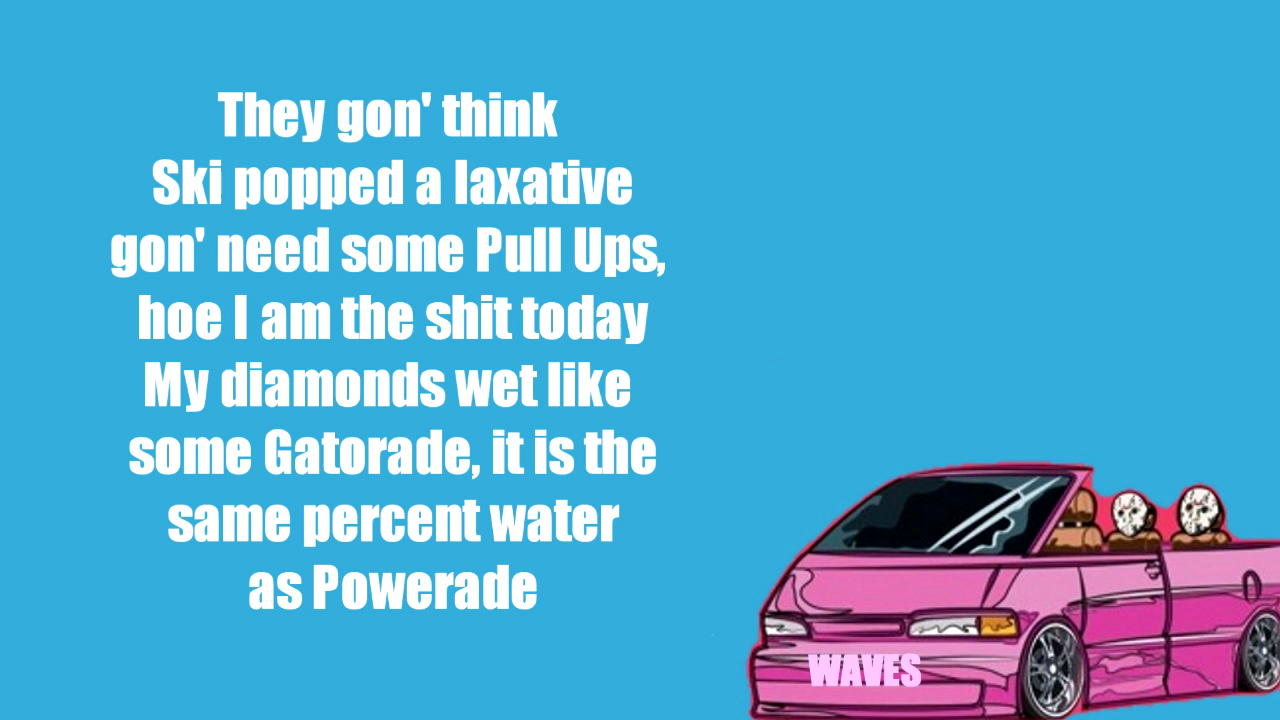 They gon' think
Ski popped a laxative
gon' need some Pull Ups,
hoe I am the shit today
My diamonds wet like
some Gatorade, it is the
same percent water
as Powerade
WAVES